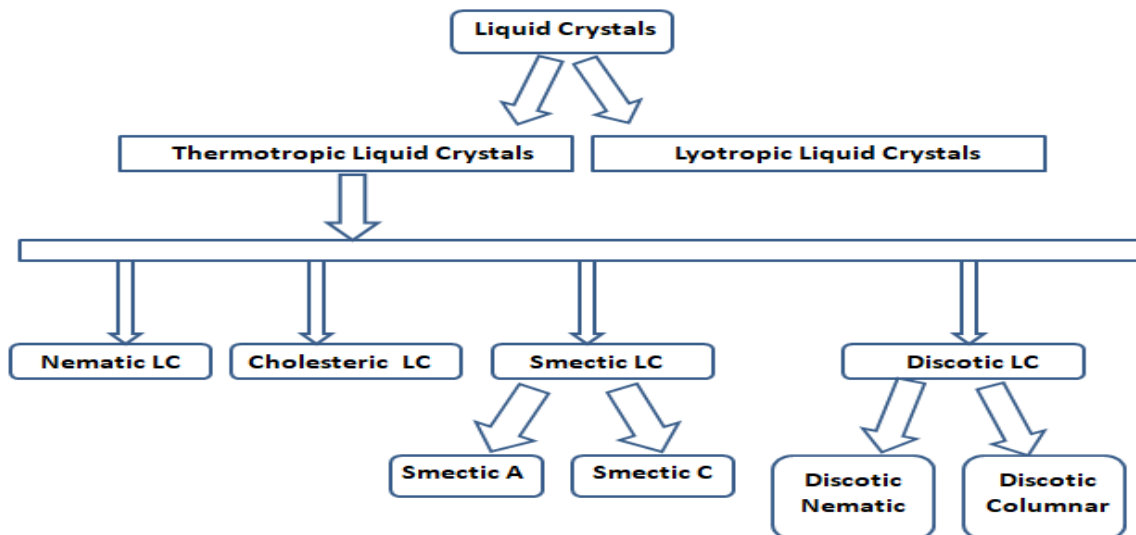 Liquid Crystals
Thermotropic Liquid Crystals
Lyotropic Liquid Crystals
Nematic LC
Cholesteric LC
Smectic LC
Discotic LC
Smectic A
Smectic C
Discotic
Nematic
Discotic
Columnar